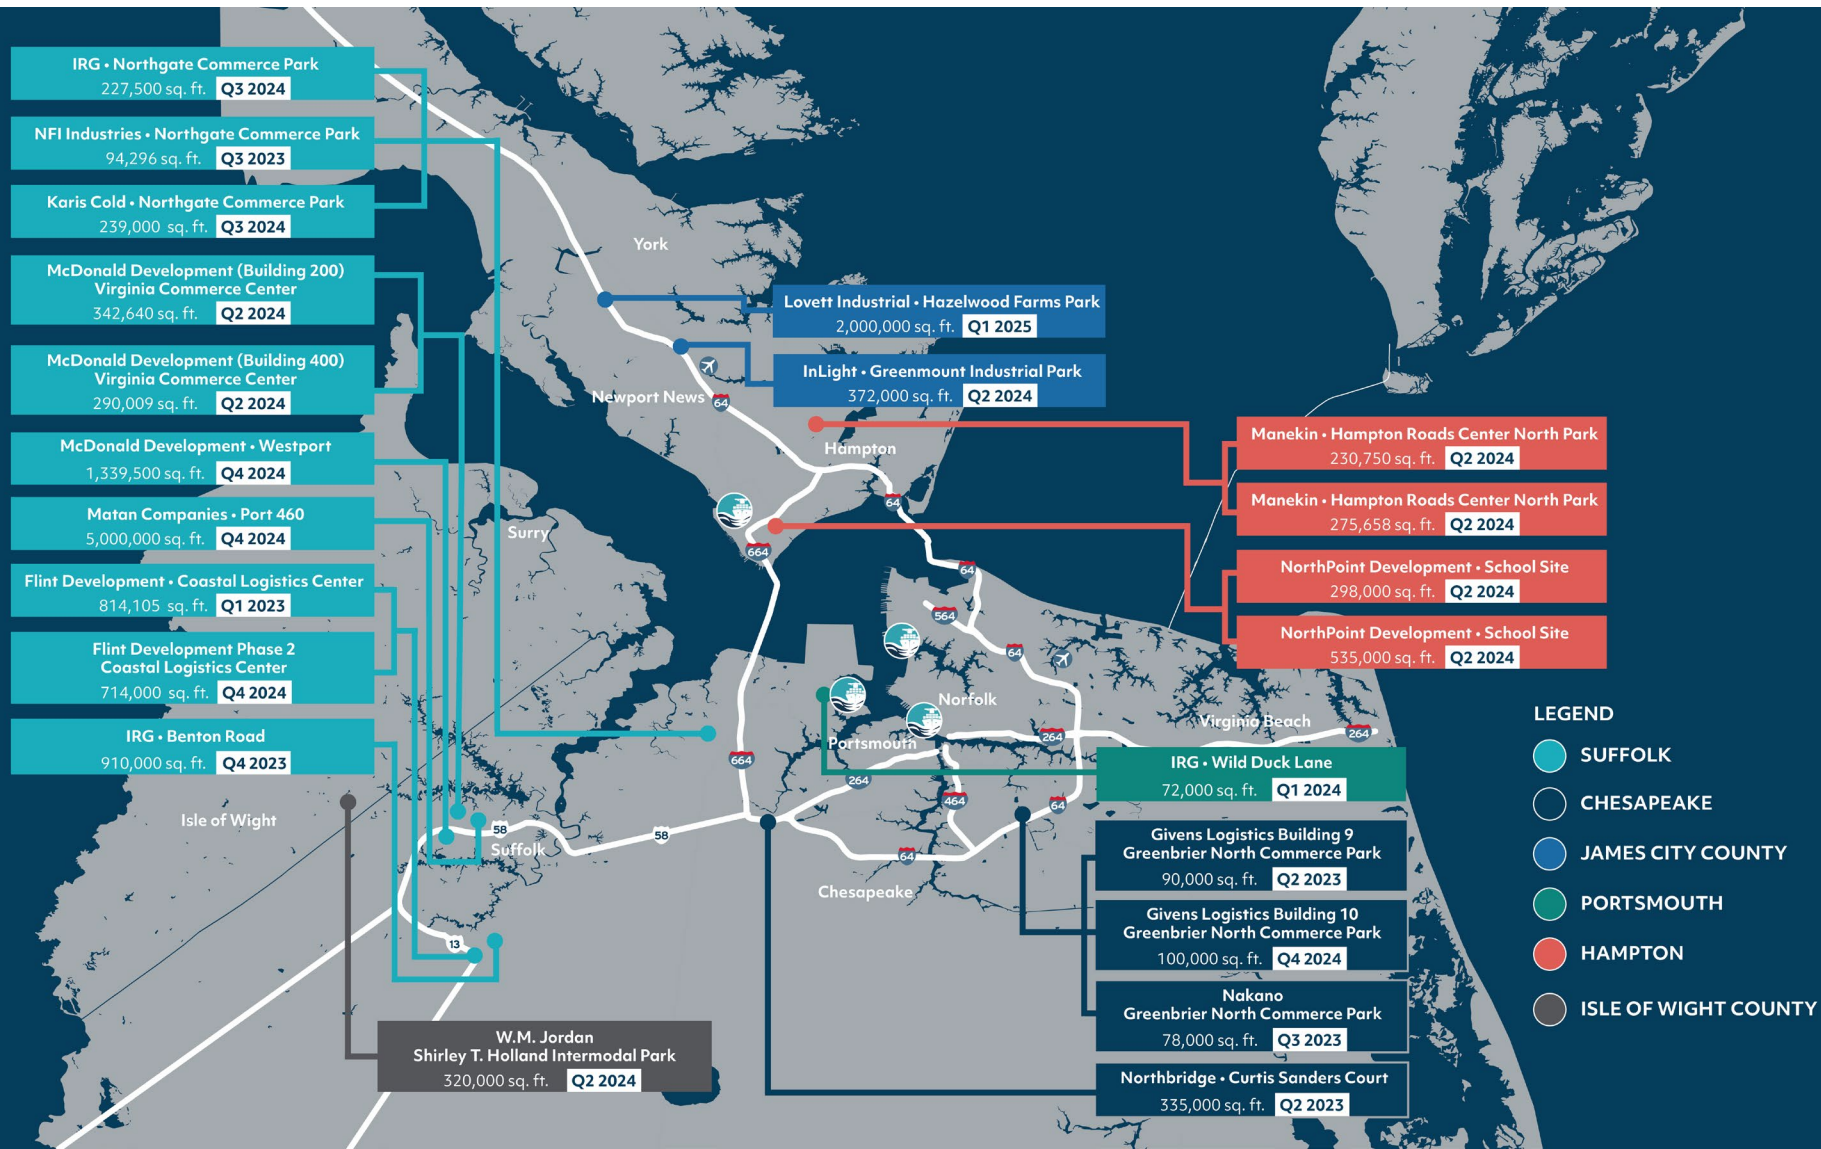 IRG • Northgate Commerce Park
227,500 sq. ft. Q3 2024
NFI Industries • Northgate Commerce Park
94,296 sq. ft. Q3 2023
Karis Cold • Northgate Commerce Park
239,000 sq. ft. Q3 2024
McDonald Development (Building 200)
Virginia Commerce Center
342,640 sq. ft. Q2 2024
McDonald Development (Building 400)
Virginia Commerce Center
290,009 sq. ft. Q2 2024
McDonald Development • Westport
1,339,500 sq. ft. Q4 2024
Matan Companies • Port 460
5,000,000 sq. ft. Q4 2024
Flint Development • Coastal Logistics Center
814,105 sq. ft. Q1 2023
Flint Development Phase 2
Coastal Logistics Center
714,000 sq. ft. Q4 2024
IRG • Benton Road
910,000 sq. ft. Q4 2023
York
Lovett Industrial • Hazelwood Farms Park
2,000,000 sq. ft. Q1 2025
InLight • Greenmount Industrial Park
372,000 sq. ft. Q2 2024
Newport News
64
Hampton
64
664
Surry
64
564
64
Manekin • Hampton Roads Center North Park
230,750 sq. ft. Q2 2024
Manekin • Hampton Roads Center North Park
275,658 sq. ft. Q2 2024
NorthPoint Development • School Site
298,000 sq. ft. Q2 2024
NorthPoint Development • School Site
535,000 sq. ft. Q2 2024
Norfolk
Virginia Beach
264
264
Portsmouth
664
264
464
64
IRG • Wild Duck Lane
72,000 sq. ft. Q1 2024
Isle of Wight
58
58
Suffolk
64
Chesapeake
13
Givens Logistics Building 9
Greenbrier North Commerce Park
90,000 sq. ft. Q2 2023
Givens Logistics Building 10
Greenbrier North Commerce Park
100,000 sq. ft. Q4 2024
Nakano
Greenbrier North Commerce Park
78,000 sq. ft. Q3 2023
Northbridge • Curtis Sanders Court
335,000 sq. ft. Q2 2023
W.M. Jordan
Shirley T. Holland Intermodal Park
320,000 sq. ft. Q2 2024
LEGEND
SUFFOLK
CHESAPEAKE
JAMES CITY COUNTY
PORTSMOUTH
HAMPTON
ISLE OF WIGHT COUNTY